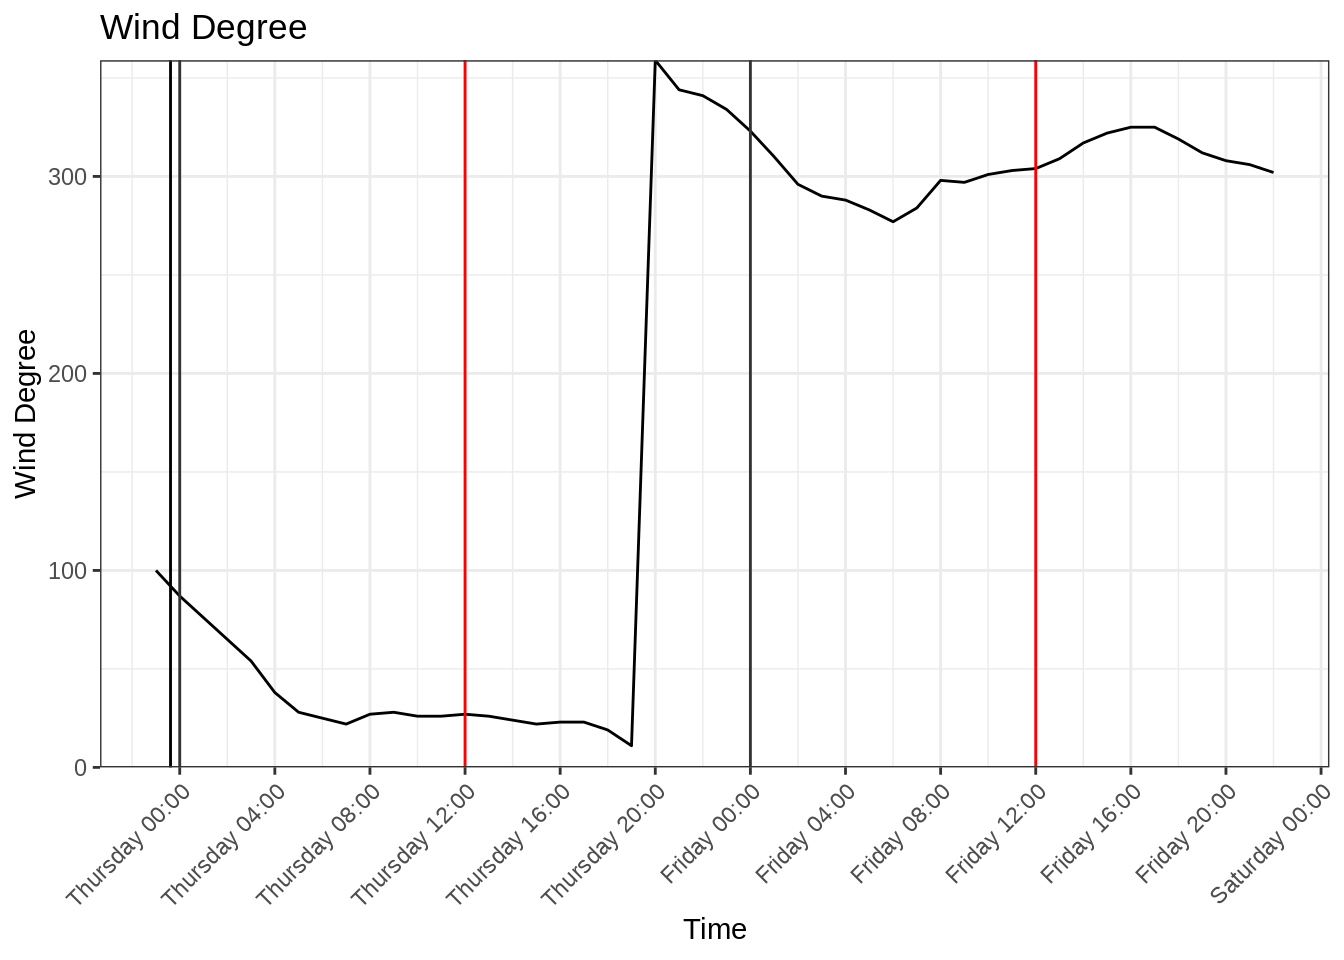 Wind Degree
Wind Degree
300
200
100
0
Thursday 00:00
Thursday 04:00
Thursday 08:00
Thursday 12:00
Thursday 16:00
Thursday 20:00
Friday 00:00
Friday 04:00
Friday 08:00
Friday 12:00
Friday 16:00
Friday 20:00
Saturday 00:00
Time